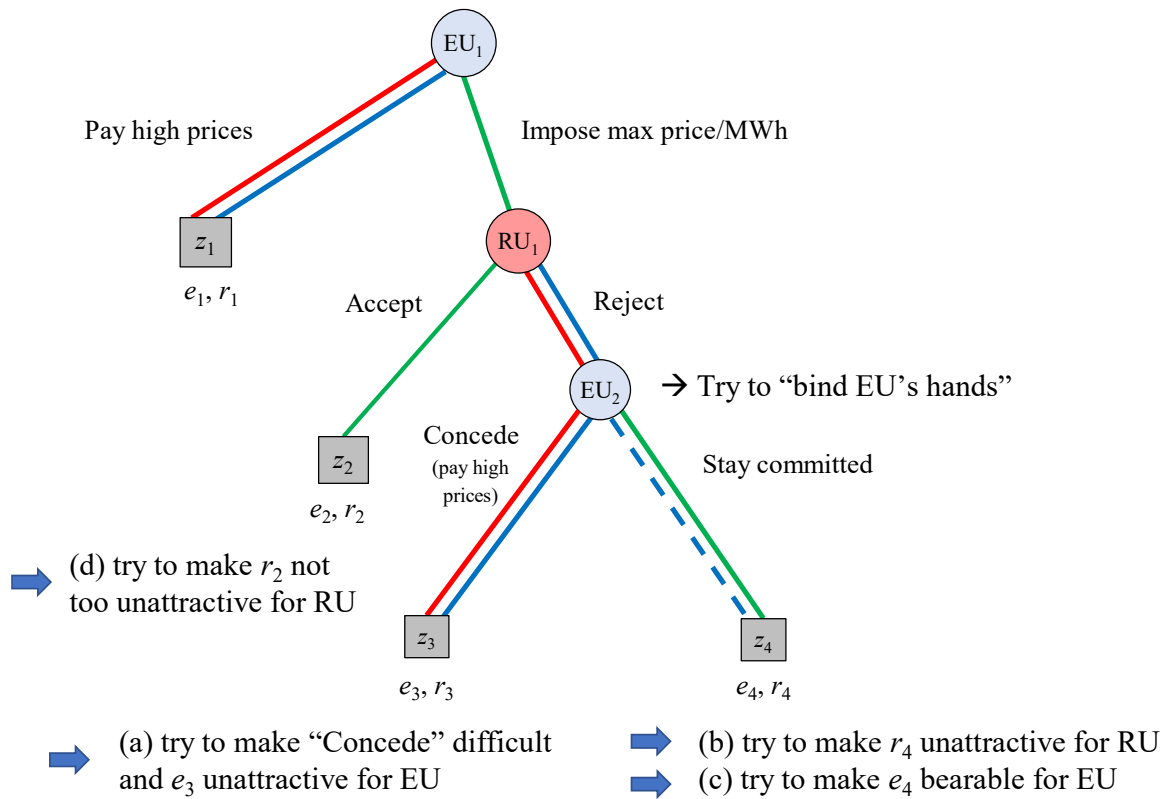 EU₁
Pay high prices
Impose max price/MWh
z₁
RU₁
e₁, r₁
Accept
Reject
EU₂
→ Try to “bind EU’s hands”
Concede
(pay high
prices)
Stay committed
z₂
e₂, r₂
(d) try to make r₂ not
too unattractive for RU
z₃
z₄
e₃, r₃
e₄, r₄
(a) try to make “Concede” difficult
and e₃ unattractive for EU
(b) try to make r₄ unattractive for RU
(c) try to make e₄ bearable for EU